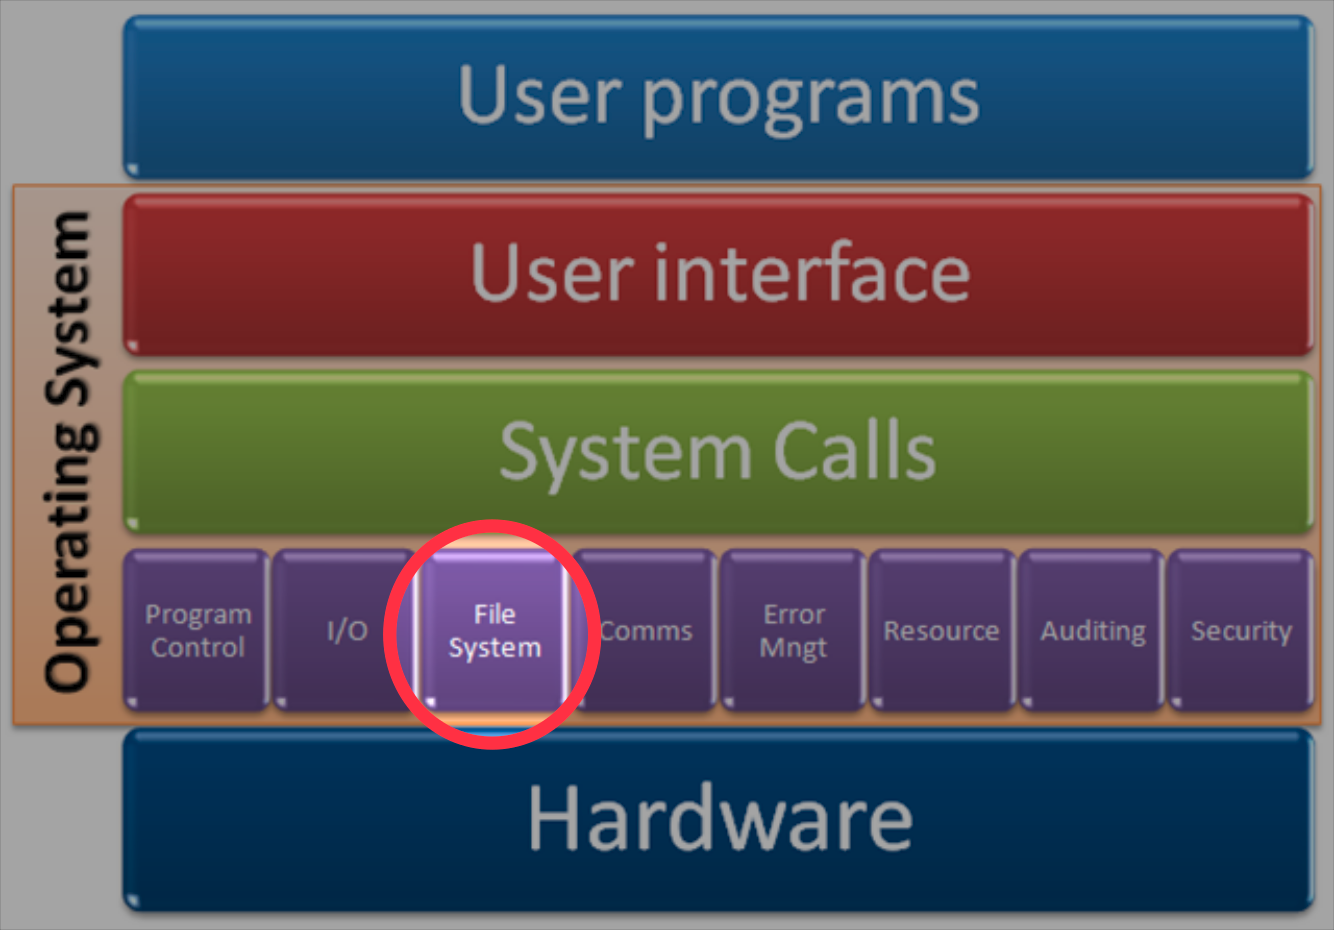 User programs
Operating System
User interface
System Calls
Program
Control
I/O
File
System
Comms
Error
Mngt
Resource
Auditing
Security
Hardware